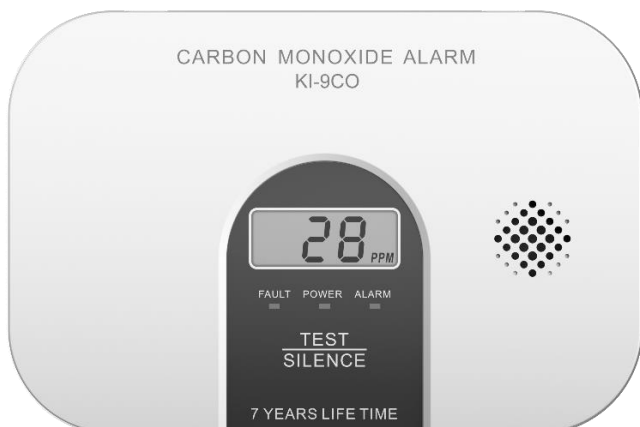 CARBON MONOXIDE ALARM
KI-9CO
28 PPM
FAULT POWER ALARM
TEST
SILENCE
7 YEARS LIFE TIME